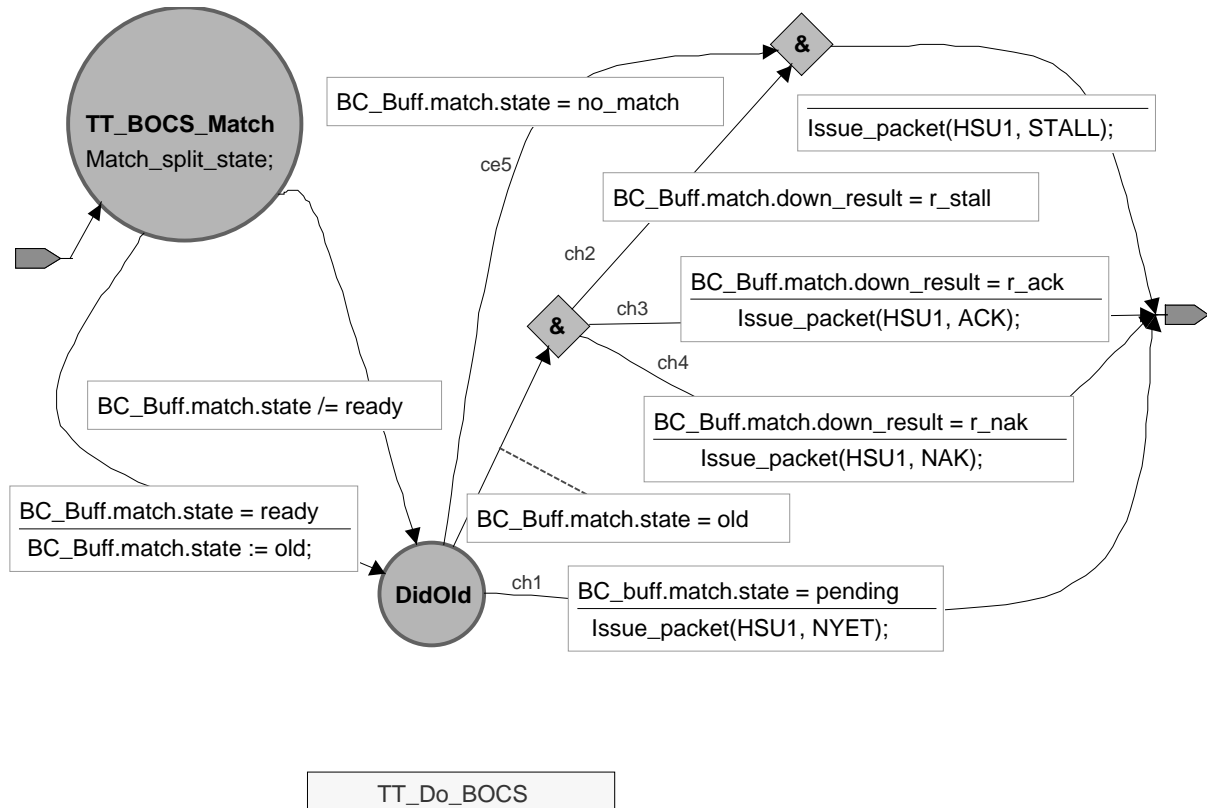 &
BC_Buff.match.state = no_match
TT_BOCS_Match
Match_split_state;
Issue_packet(HSU1, STALL);
ce5
BC_Buff.match.down_result = r_stall
ch2
BC_Buff.match.down_result = r_ack
Issue_packet(HSU1, ACK);
ch3
&
ch4
BC_Buff.match.state /= ready
BC_Buff.match.down_result = r_nak
Issue_packet(HSU1, NAK);
BC_Buff.match.state = ready
BC_Buff.match.state := old;
BC_Buff.match.state = old
DidOld
ch1
BC_buff.match.state = pending
Issue_packet(HSU1, NYET);
TT_Do_BOCS